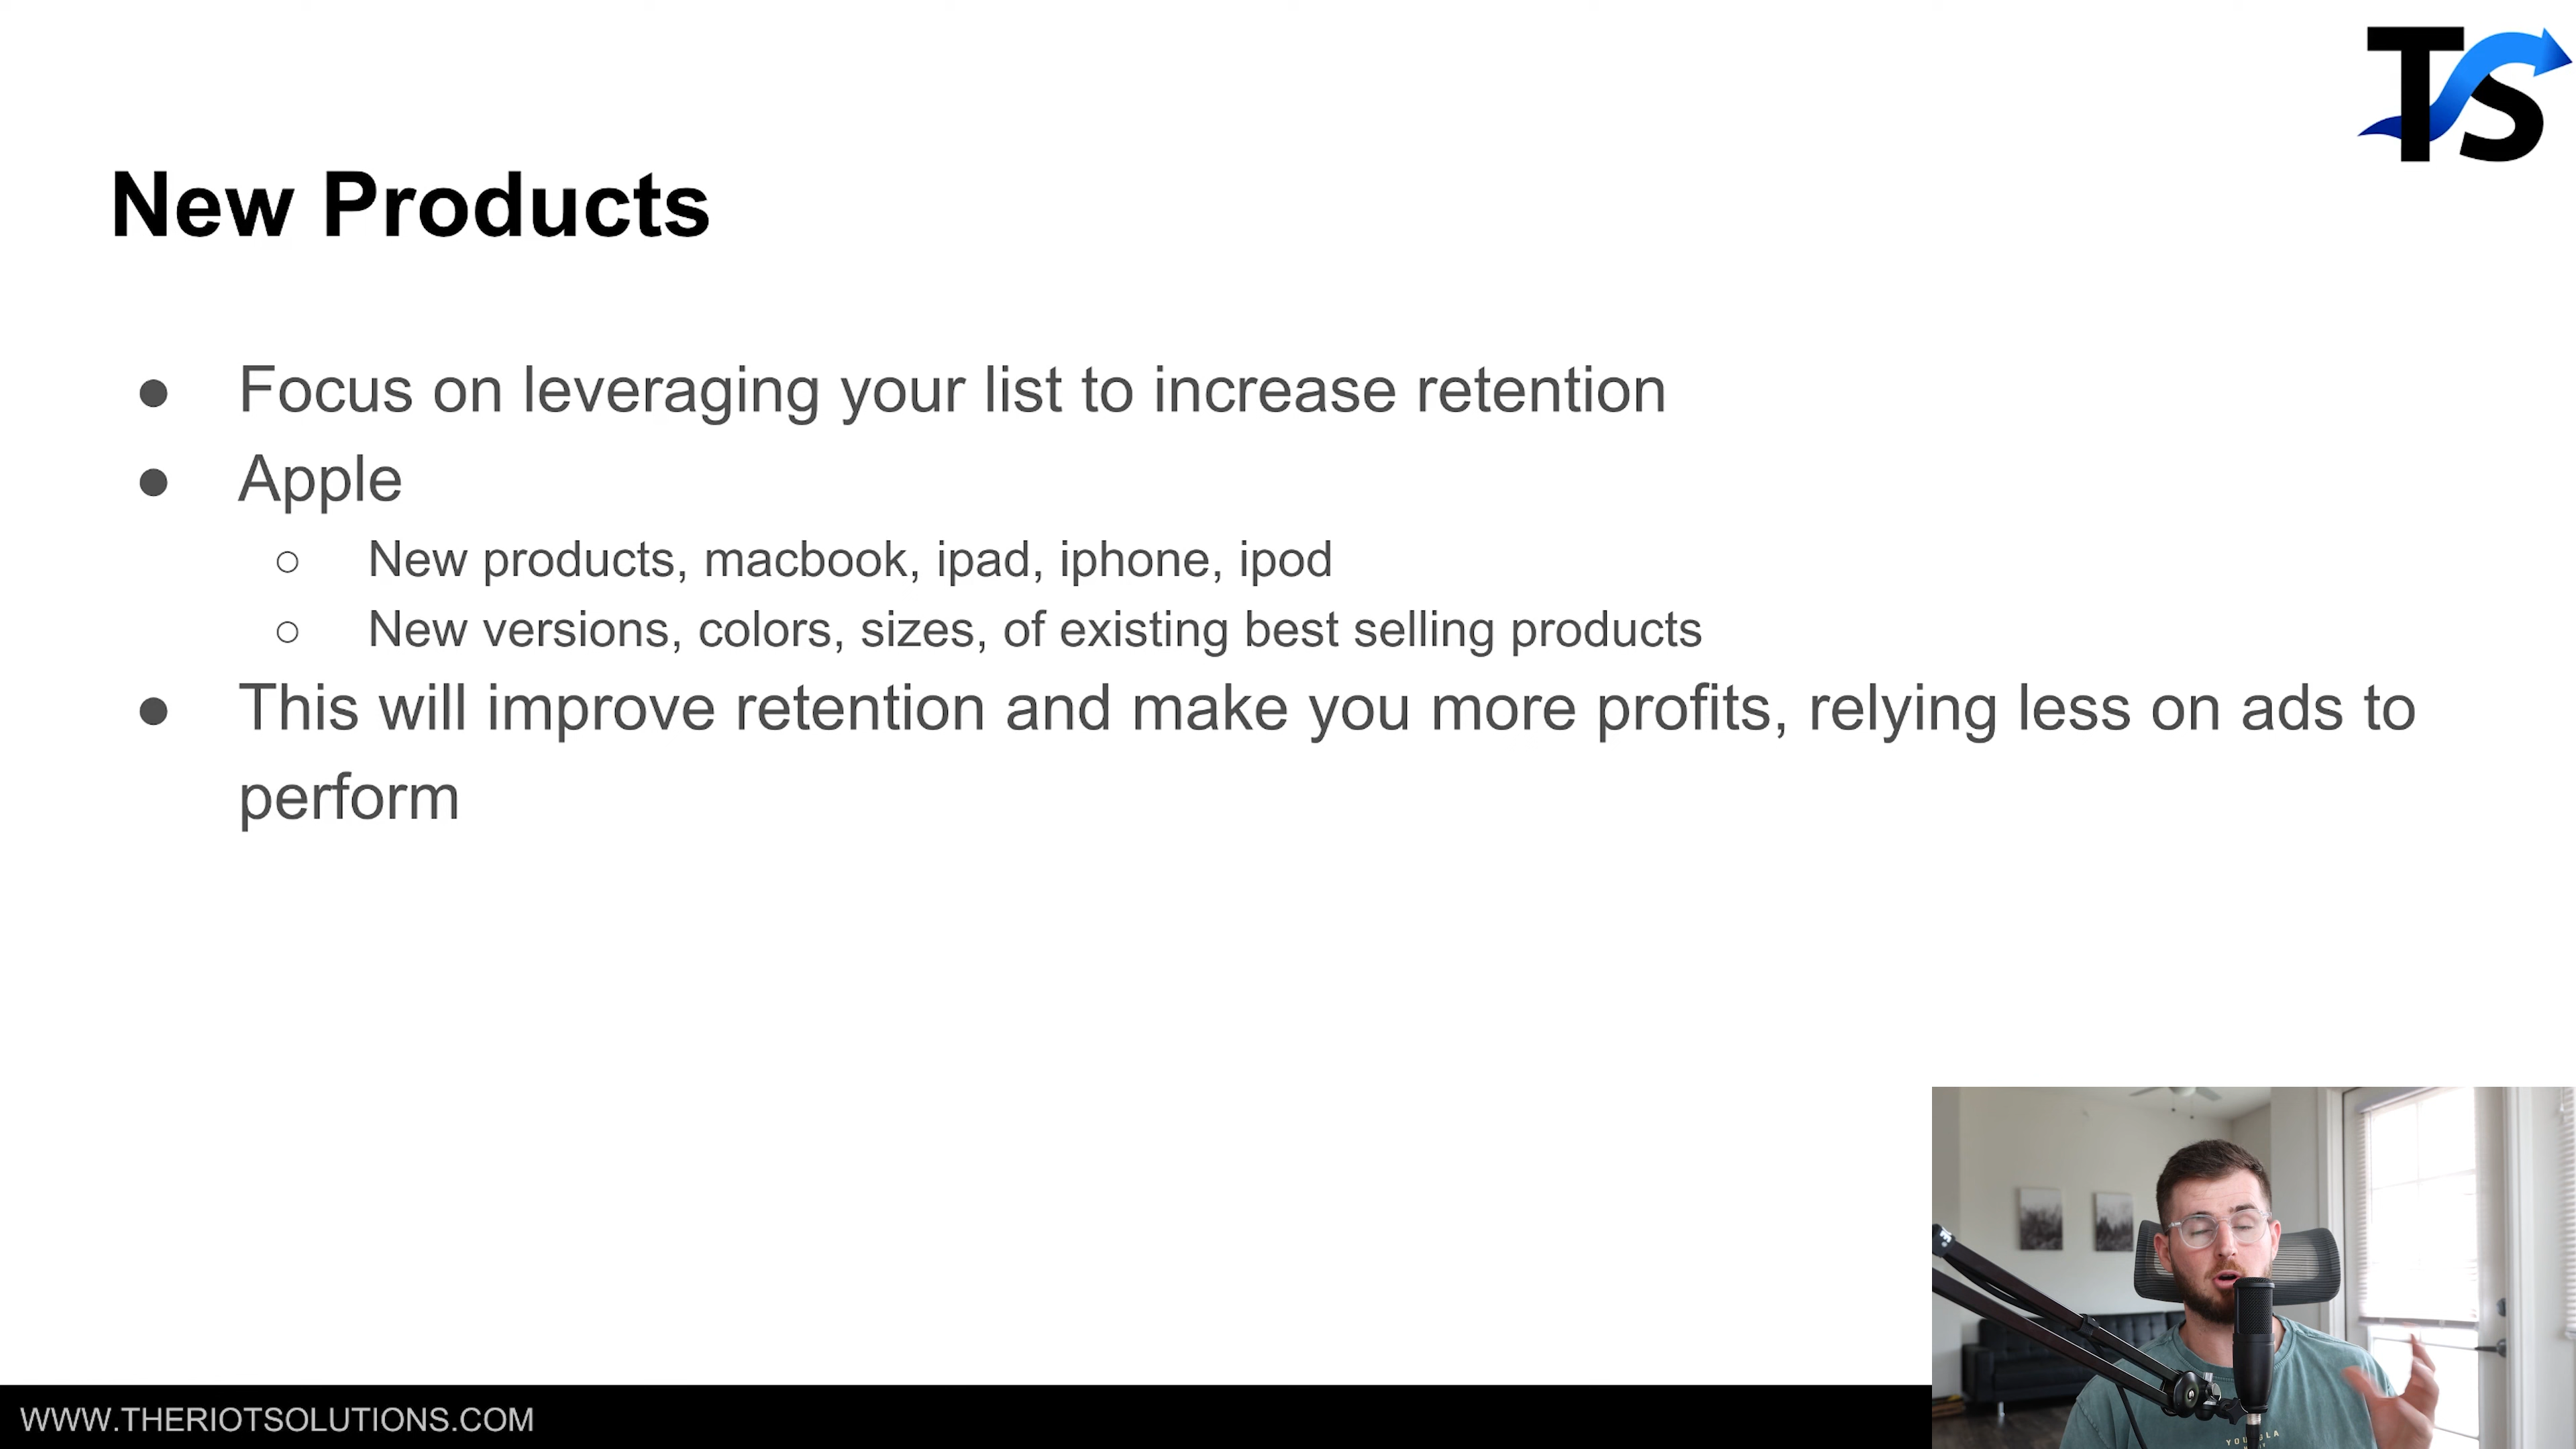 TS
New Products
● Focus on leveraging your list to increase retention
● Apple
○ New products, macbook, ipad, iphone, ipod
○ New versions, colors, sizes, of existing best selling products
● This will improve retention and make you more profits, relying less on ads to
perform
WWW.THERIOTSOLUTIONS.COM